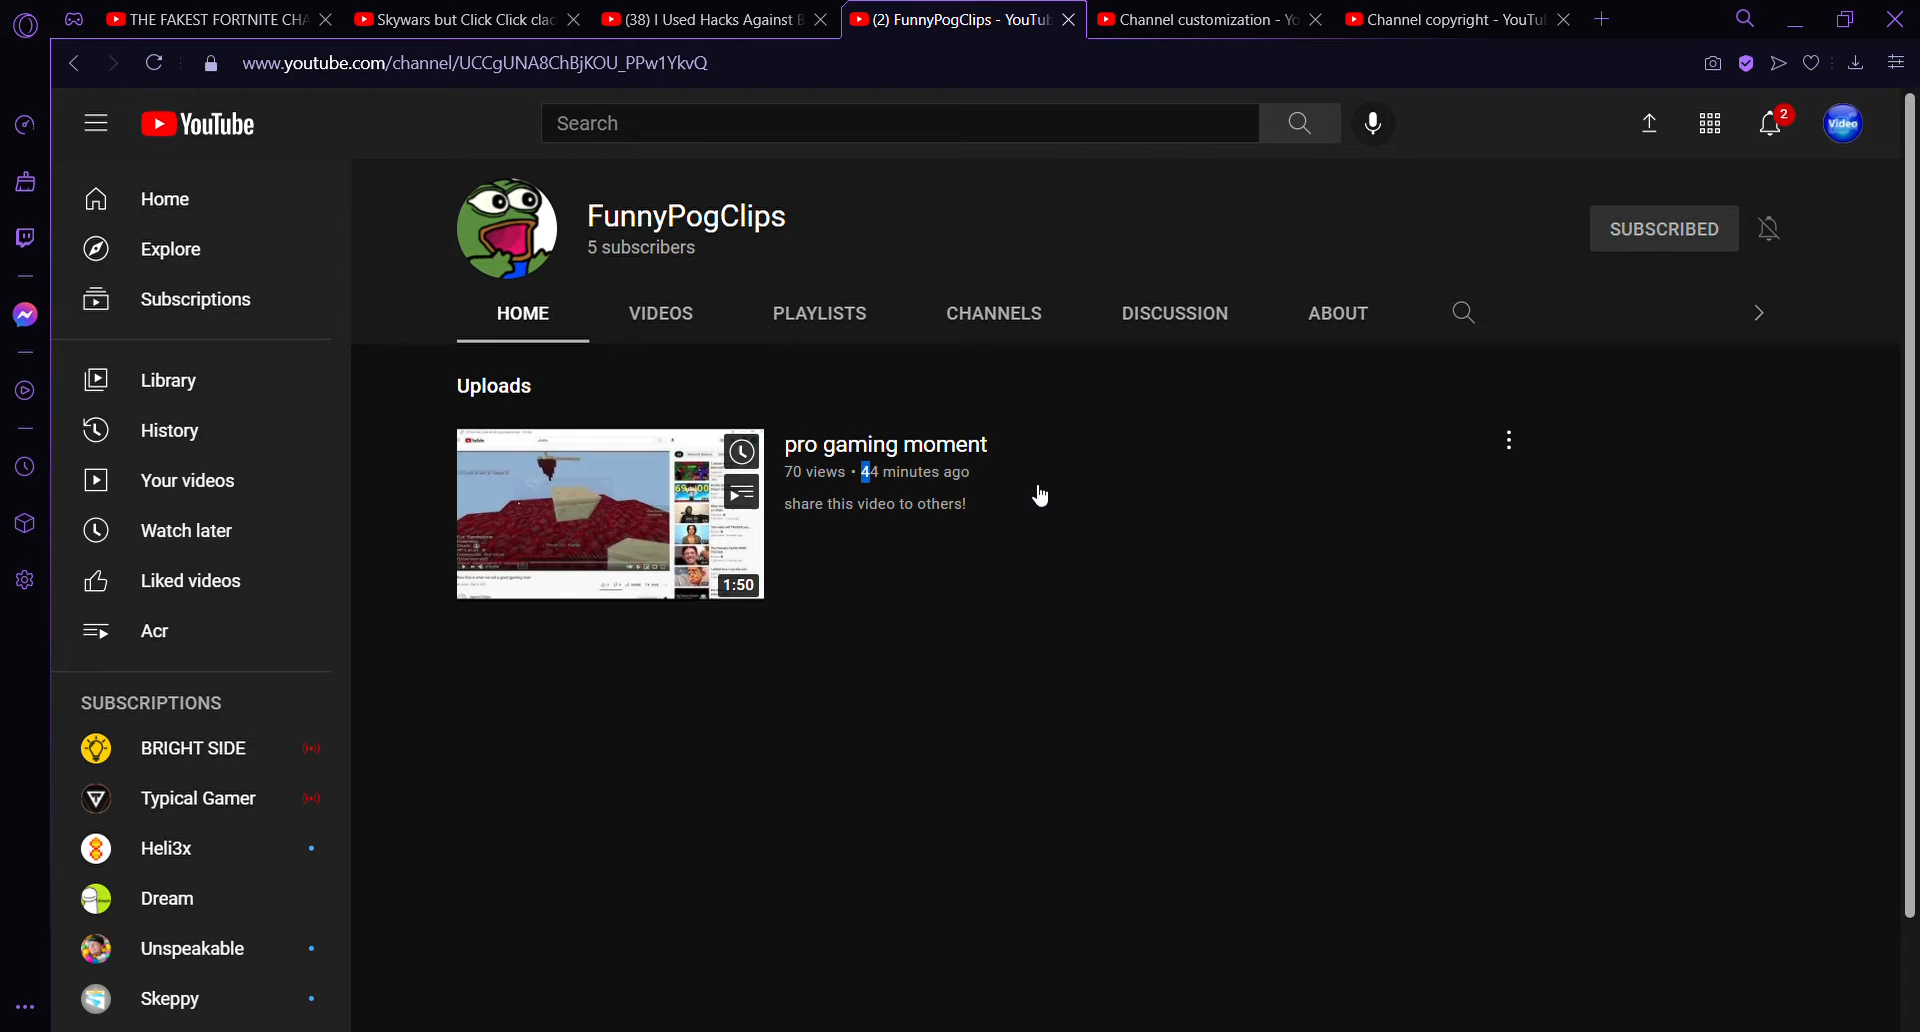 THE FAKEST FORTNITE CHA
Skywars but Click Click clac
(38) I Used Hacks Against
(2) FunnyPogClips - YouTub
Channel customization - Yo
Channel copyright - YouTu
www.youtube.com/channel/UCCgUNA8ChBjKOU_PPw1YkvQ
YouTube
Search
2
Video
Home
Explore
Subscriptions
Library
History
Your videos
Watch later
Liked videos
Acr
SUBSCRIPTIONS
BRIGHT SIDE
Typical Gamer
Heli3x
Dream
Unspeakable
Skeppy
FunnyPogClips
5 subscribers
SUBSCRIBED
HOME
VIDEOS
PLAYLISTS
CHANNELS
DISCUSSION
ABOUT
Uploads
pro gaming moment
70 views • 44 minutes ago
share this video to others!
1:50